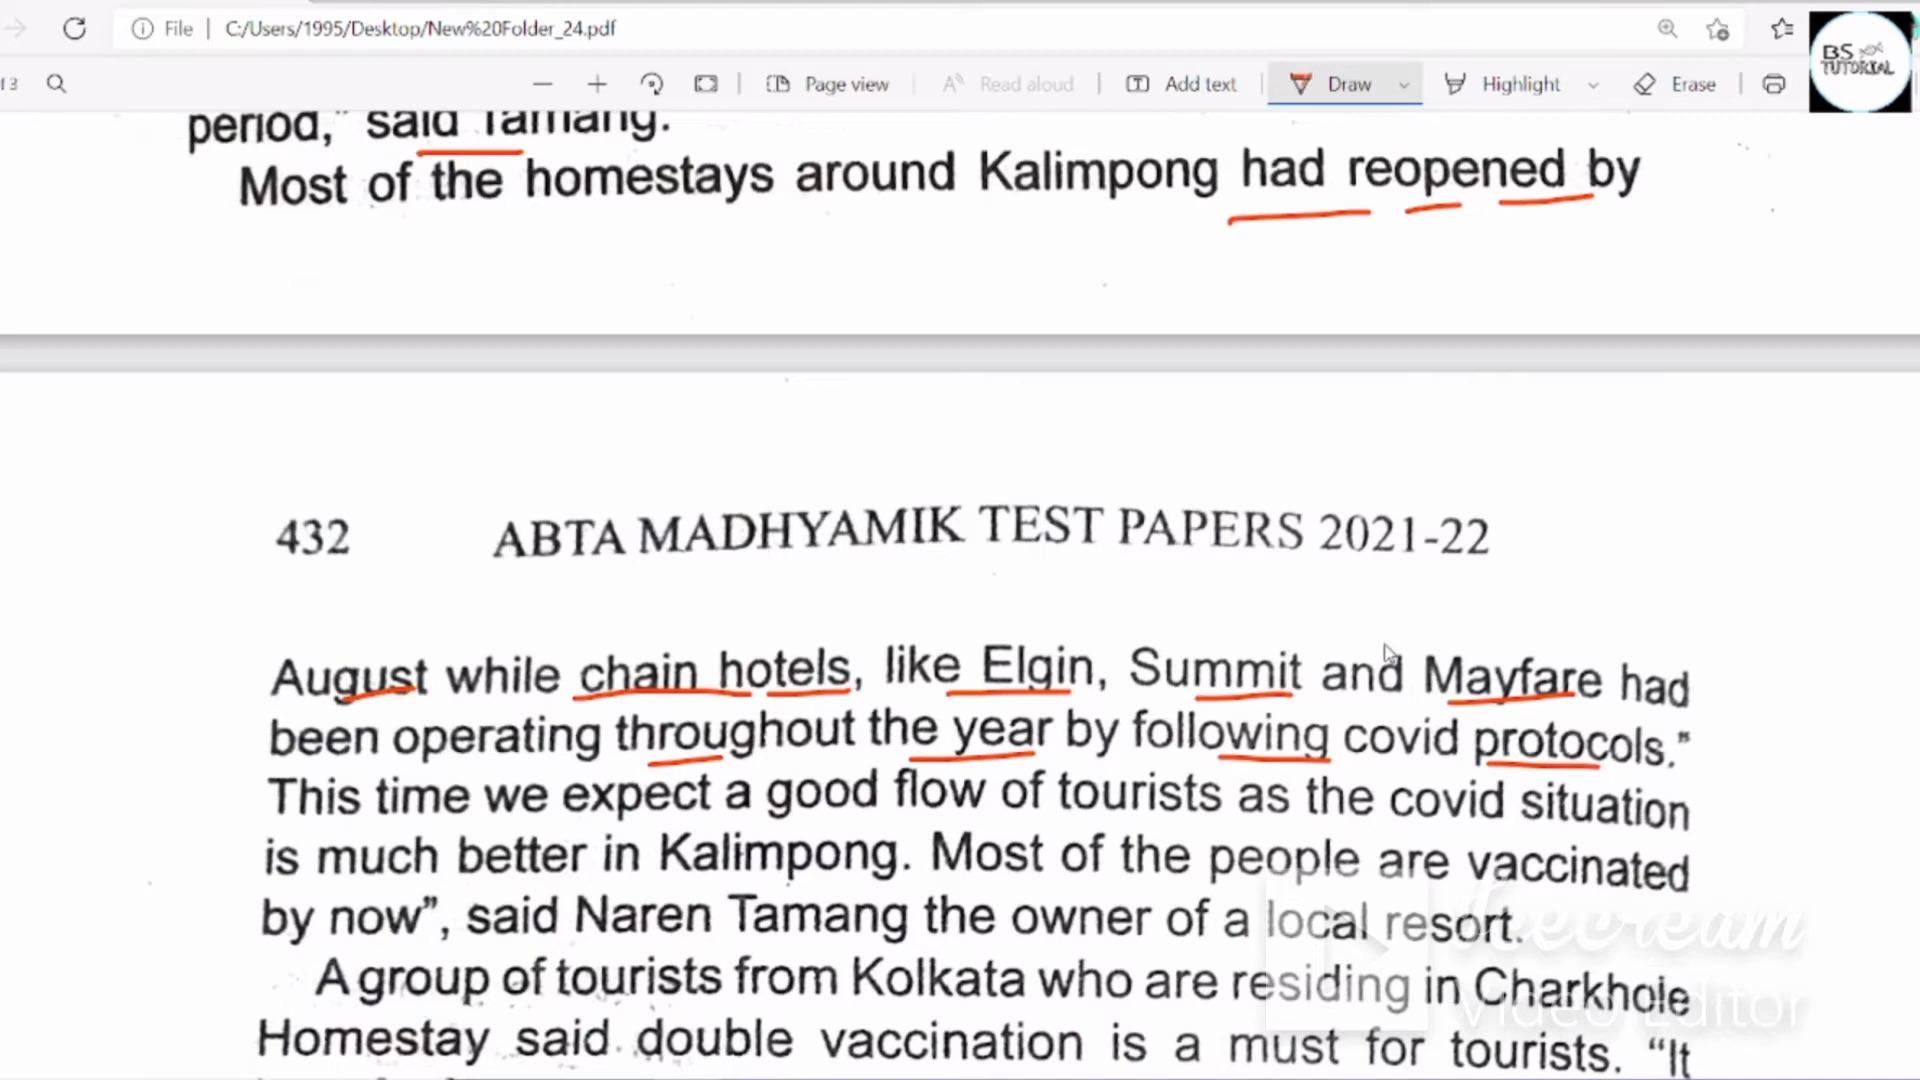 File | C:/Users/1995/Desktop/New%20Folder_24.pdf
BS
TUTORIAL
Page view | Read aloud | Add text | Draw Highlight Erase
period," said Tamang.
Most of the homestays around Kalimpong had reopened by
432 ABTA MADHYAMIK TEST PAPERS 2021-22
August while chain hotels, like Elgin, Summit and Mayfare had
been operating throughout the year by following covid protocols."
This time we expect a good flow of tourists as the covid situation
is much better in Kalimpong. Most of the people are vaccinated
by now", said Naren Tamang the owner of a local resort.
A group of tourists from Kolkata who are residing in Charkhole
Homestay said double vaccination is a must for tourists. "It
Icecream
Video Editor